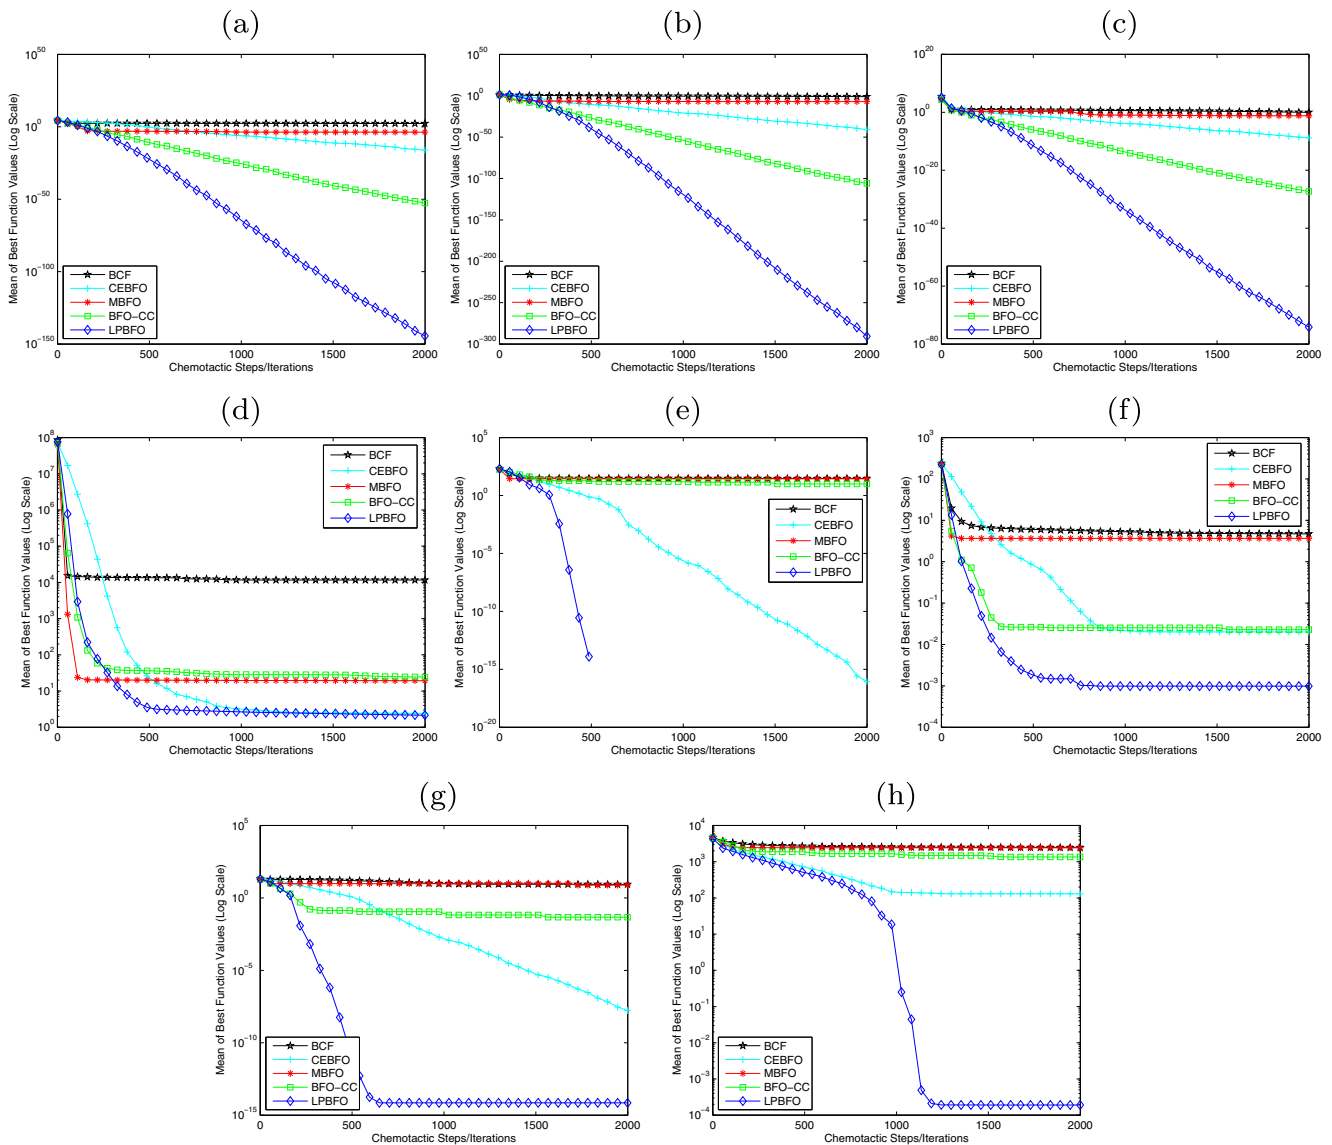 (a)
Mean of Best Function Values (Log Scale)
10^50
10^0
10^−50
10^−100
10^−150
BCF
CEBFO
MBFO
BFO−CC
LPBFO
0 500 1000 1500 2000
Chemotactic Steps/Iterations
(b)
Mean of Best Function Values (Log Scale)
10^50
10^0
10^−50
10^−100
10^−150
10^−200
10^−250
10^−300
BCF
CEBFO
MBFO
BFO−CC
LPBFO
0 500 1000 1500 2000
Chemotactic Steps/Iterations
(c)
Mean of Best Function Values (Log Scale)
10^20
10^0
10^−20
10^−40
10^−60
10^−80
BCF
CEBFO
MBFO
BFO−CC
LPBFO
0 500 1000 1500 2000
Chemotactic Steps/Iterations
(d)
Mean of Best Function Values (Log Scale)
10^8
10^7
10^6
10^5
10^4
10^3
10^2
10^1
10^0
BCF
CEBFO
MBFO
BFO−CC
LPBFO
0 500 1000 1500 2000
Chemotactic Steps/Iterations
(e)
Mean of Best Function Values (Log Scale)
10^5
10^0
10^−5
10^−10
10^−15
10^−20
BCF
CEBFO
MBFO
BFO−CC
LPBFO
0 500 1000 1500 2000
Chemotactic Steps/Iterations
(f)
Mean of Best Function Values (Log Scale)
10^3
10^2
10^1
10^0
10^−1
10^−2
10^−3
10^−4
BCF
CEBFO
MBFO
BFO−CC
LPBFO
0 500 1000 1500 2000
Chemotactic Steps/Iterations
(g)
Mean of Best Function Values (Log Scale)
10^5
10^0
10^−5
10^−10
10^−15
BCF
CEBFO
MBFO
BFO−CC
LPBFO
0 500 1000 1500 2000
Chemotactic Steps/Iterations
(h)
Mean of Best Function Values (Log Scale)
10^4
10^3
10^2
10^1
10^0
10^−1
10^−2
10^−3
10^−4
BCF
CEBFO
MBFO
BFO−CC
LPBFO
0 500 1000 1500 2000
Chemotactic Steps/Iterations